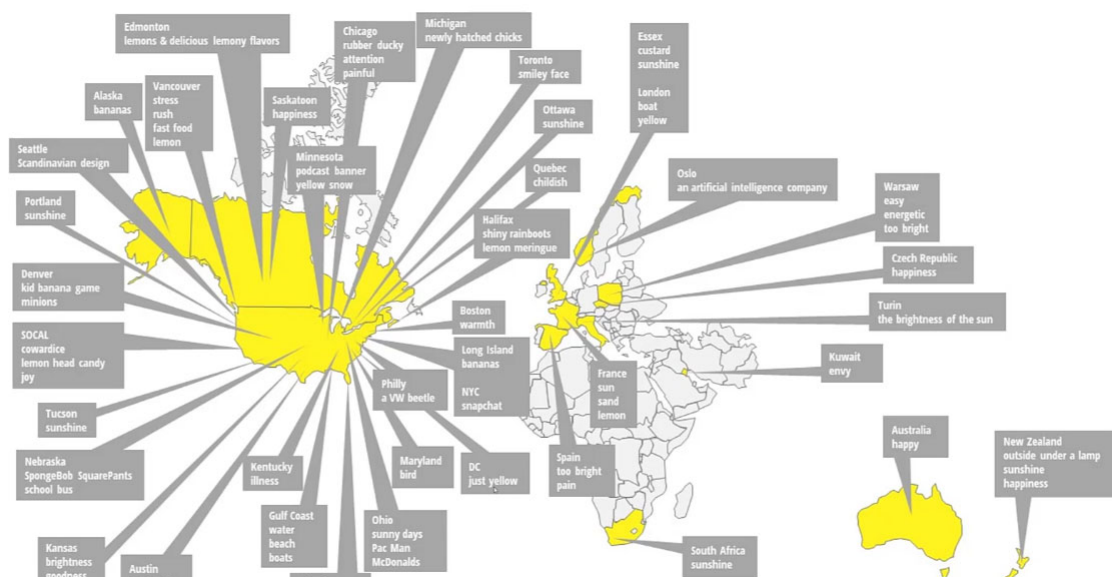 Edmonton
lemons & delicious lemony flavors
Chicago
rubber ducky
attention
painful
Michigan
newly hatched chicks
Toronto
smiley face
Essex
custard
sunshine
London
boat
yellow
Alaska
bananas
Vancouver
stress
rush
fast food
lemon
Saskatoon
happiness
Ottawa
sunshine
Seattle
Scandinavian design
Minnesota
podcast banner
yellow snow
Quebec
childish
Oslo
an artificial intelligence company
Warsaw
easy
energetic
too bright
Portland
sunshine
Halifax
shiny rainboots
lemon meringue
Czech Republic
happiness
Denver
kid banana game
minions
Boston
warmth
Turin
the brightness of the sun
SOCAL
cowardice
lemon head candy
joy
Long Island
bananas
NYC
snapchat
Kuwait
envy
Philly
a VW beetle
France
sun
sand
lemon
Tucson
sunshine
Australia
happy
New Zealand
outside under a lamp
sunshine
happiness
Nebraska
SpongeBob SquarePants
school bus
Kentucky
illness
Maryland
bird
DC
just yellow
Spain
too bright
pain
Gulf Coast
water
beach
boats
Ohio
sunny days
Pac Man
McDonalds
Kansas
brightness
goodness
Austin
South Africa
sunshine